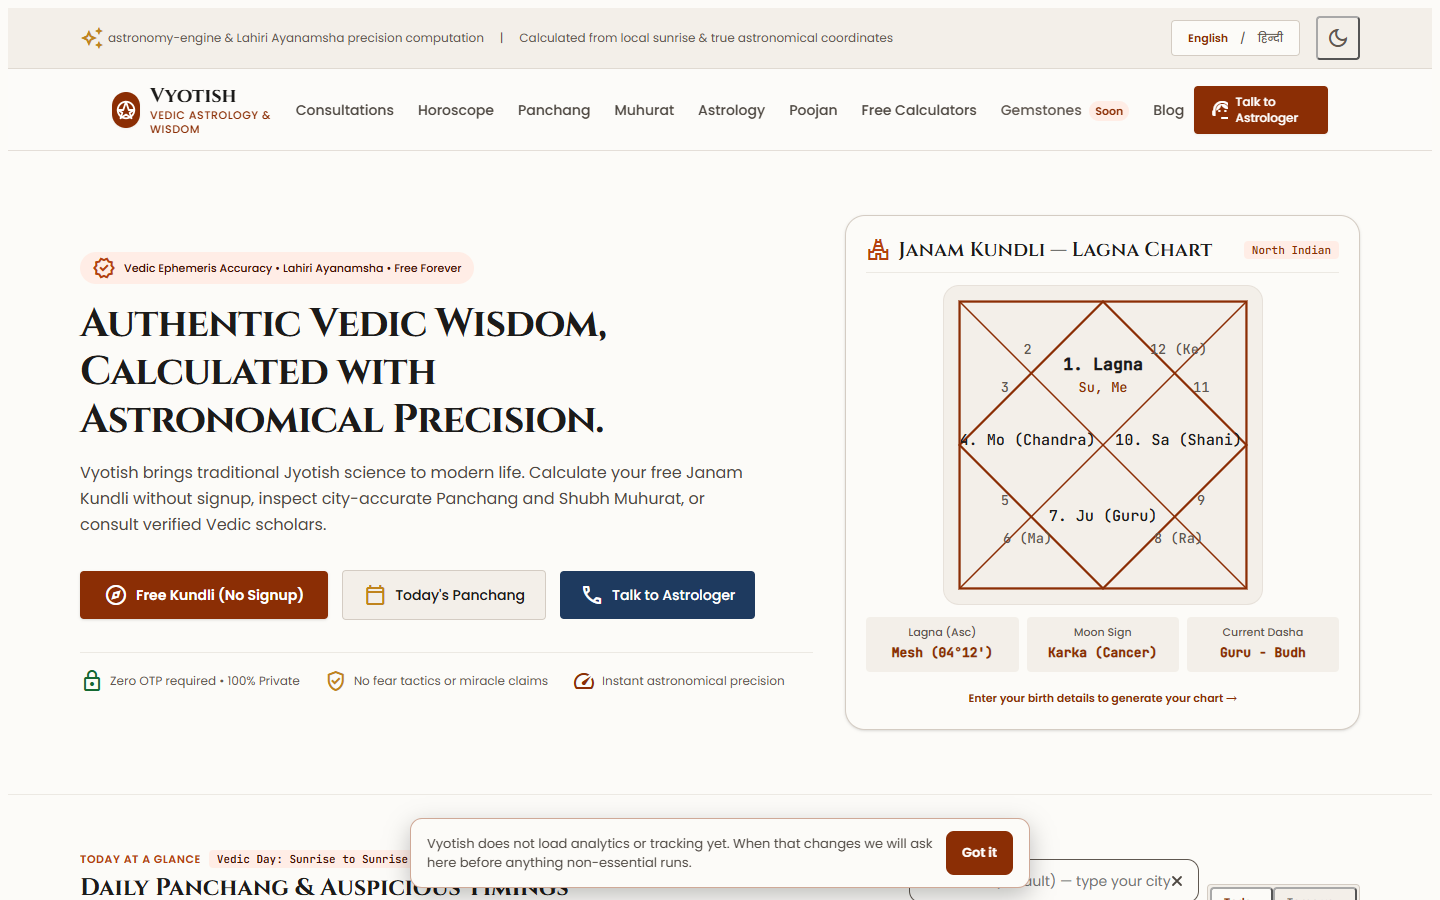 astronomy-engine & Lahiri Ayanamsha precision computation | Calculated from local sunrise & true astronomical coordinates
English / हिन्दी
Vyotish
VEDIC ASTROLOGY &
WISDOM
Consultations Horoscope Panchang Muhurat Astrology Poojan Free Calculators Gemstones Soon Blog
Talk to
Astrologer
Vedic Ephemeris Accuracy • Lahiri Ayanamsha • Free Forever
Authentic Vedic Wisdom,
Calculated with
Astronomical Precision.
Vyotish brings traditional Jyotish science to modern life. Calculate your free Janam
Kundli without signup, inspect city-accurate Panchang and Shubh Muhurat, or
consult verified Vedic scholars.
Free Kundli (No Signup)
Today's Panchang
Talk to Astrologer
Zero OTP required • 100% Private
No fear tactics or miracle claims
Instant astronomical precision
Janam Kundli — Lagna Chart
North Indian
2
12 (Ke)
1. Lagna
3
Su, Me
11
4. Mo (Chandra)
10. Sa (Shani)
5
9
7. Ju (Guru)
6 (Ma)
8 (Ra)
Lagna (Asc)
Mesh (04°12')
Moon Sign
Karka (Cancer)
Current Dasha
Guru - Budh
Enter your birth details to generate your chart →
TODAY AT A GLANCE
Vedic Day: Sunrise to Sunrise
Daily Panchang & Auspicious Timings
Vyotish does not load analytics or tracking yet. When that changes we will ask
here before anything non-essential runs.
Got it
— type your city